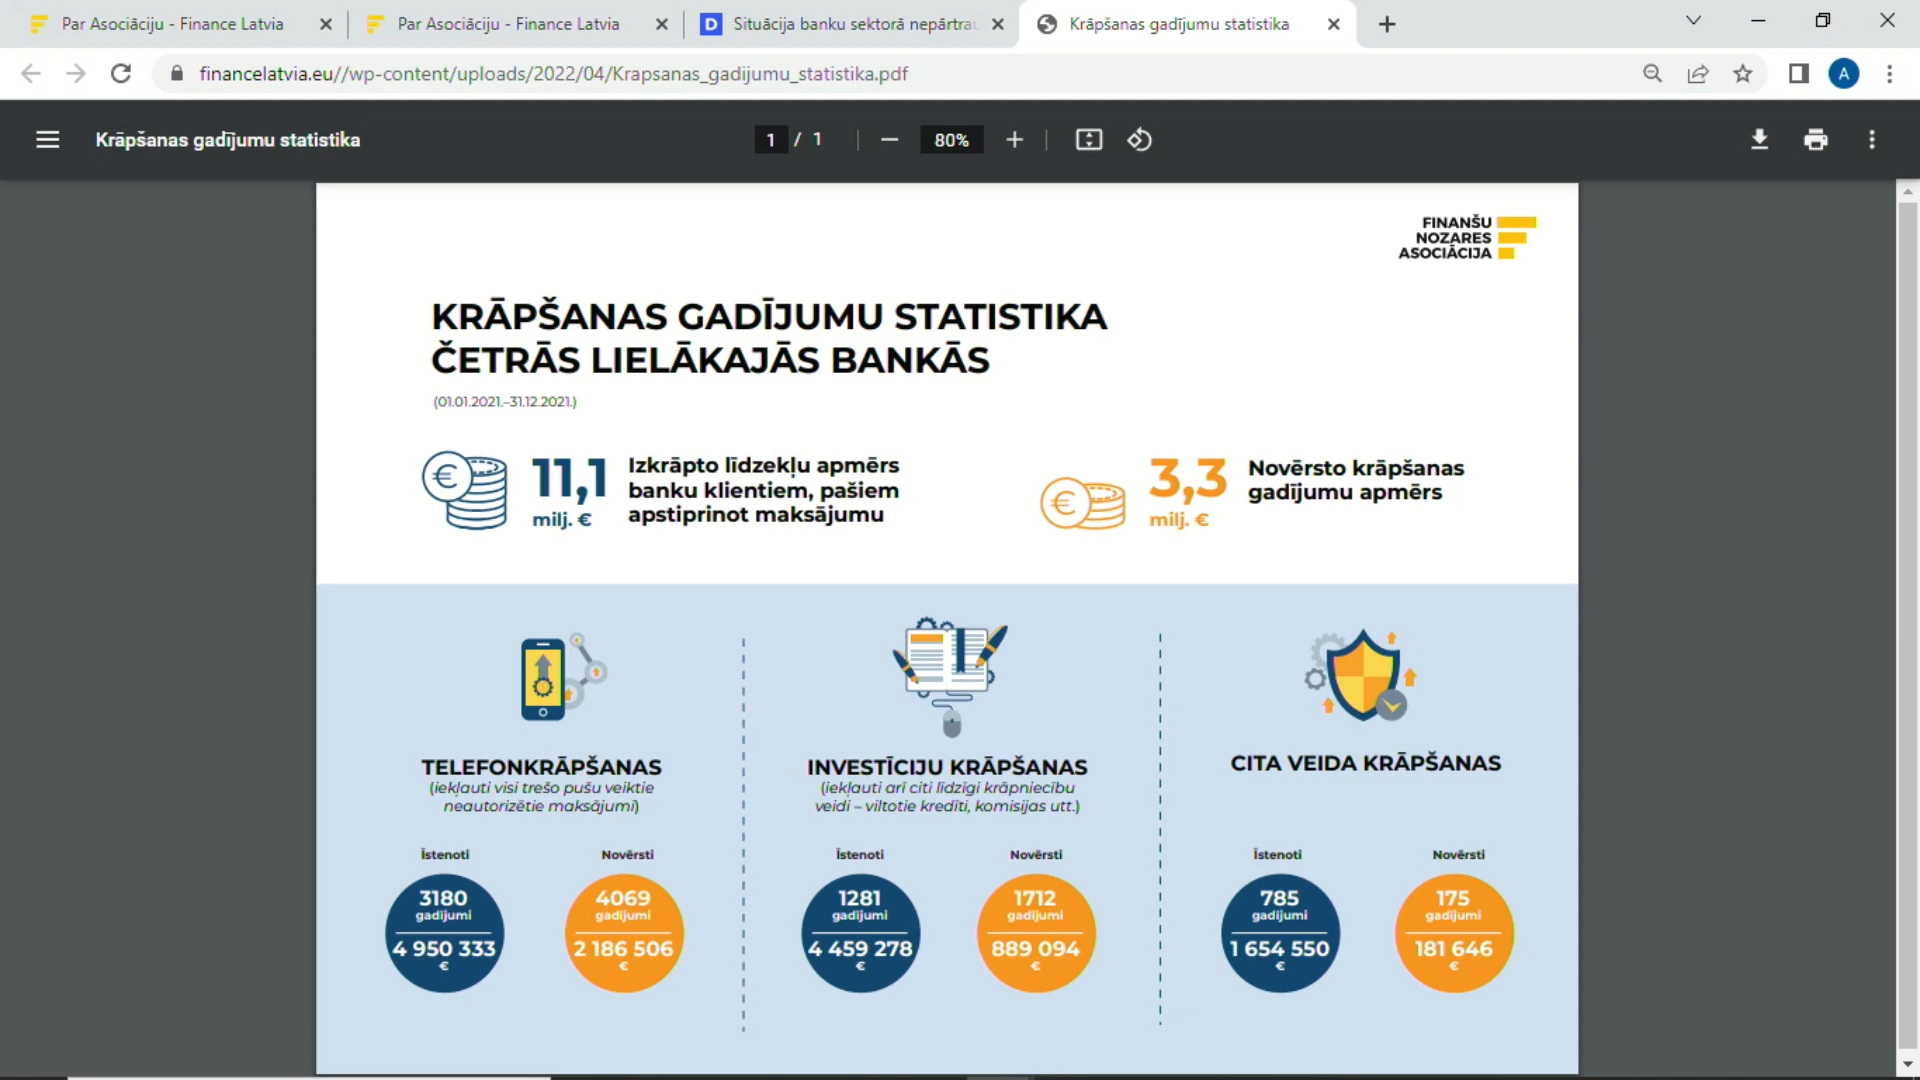 Par Asociāciju - Finance Latvia
Par Asociāciju - Finance Latvia
D
Situācija banku sektorā nepārtrau
Krāpšanas gadījumu statistika
financelatvia.eu//wp-content/uploads/2022/04/Krapsanas_gadijumu_statistika.pdf
A
Krāpšanas gadījumu statistika
1 / 1
80%
FINANŠU
NOZARES
ASOCIĀCIJA
KRĀPŠANAS GADĪJUMU STATISTIKA
ČETRĀS LIELĀKAJĀS BANKĀS
(01.01.2021.–31.12.2021.)
€
11,1
milj. €
Izkrāpto līdzekļu apmērs
banku klientiem, pašiem
apstiprinot maksājumu
€
3,3
milj. €
Novērsto krāpšanas
gadījumu apmērs
TELEFONKRĀPŠANAS
(iekļauti visi trešo pušu veiktie
neautorizētie maksājumi)
Īstenoti
Novērsti
3180
gadījumi
4 950 333
€
4069
gadījumi
2 186 506
€
INVESTĪCIJU KRĀPŠANAS
(iekļauti arī citi līdzīgi krāpniecību
veidi – viltotie kredīti, komisijas utt.)
Īstenoti
Novērsti
1281
gadījumi
4 459 278
€
1712
gadījumi
889 094
€
CITA VEIDA KRĀPŠANAS
Īstenoti
Novērsti
785
gadījumi
1 654 550
€
175
gadījumi
181 646
€